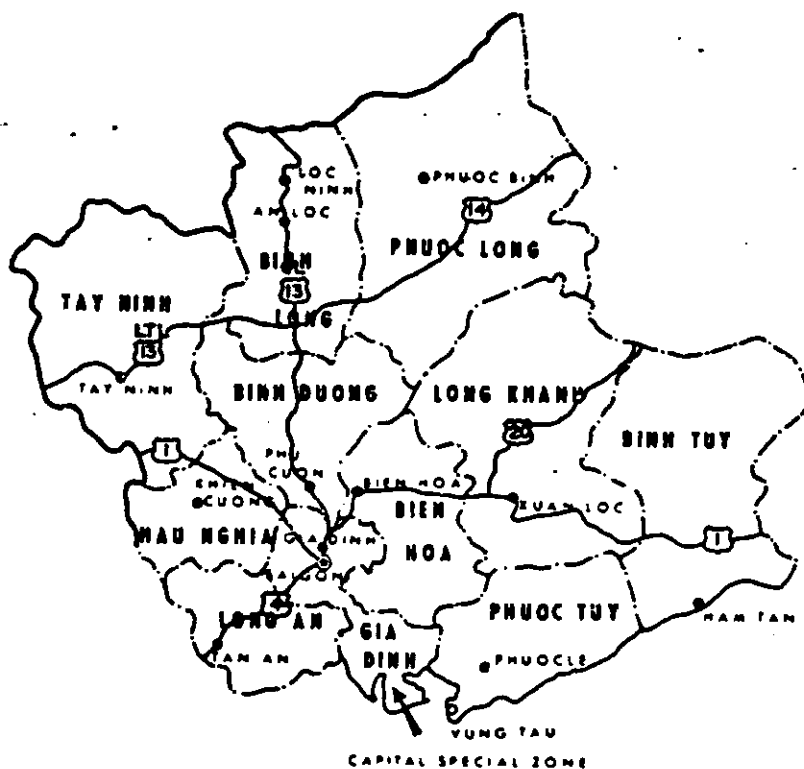 LOC
NINH
PHUOC BINH
14
AN LOC
PHUOC LONG
BINH
13
LONG
TAY NINH
LTL
13
TAY NINH
BINH DUONG
LONG KHANH
20
BINH TUY
1
PHU
CUON
KHIEM
CUONG
BIEN HOA
XUAN LOC
BIEN
HOA
HAU NGHIA
GIA DINH
SAIGON
1
4
LONG AN
PHUOC TUY
HAM TAN
GIA
DINH
TAN AN
PHUOCLE
VUNG TAU
CAPITAL SPECIAL ZONE